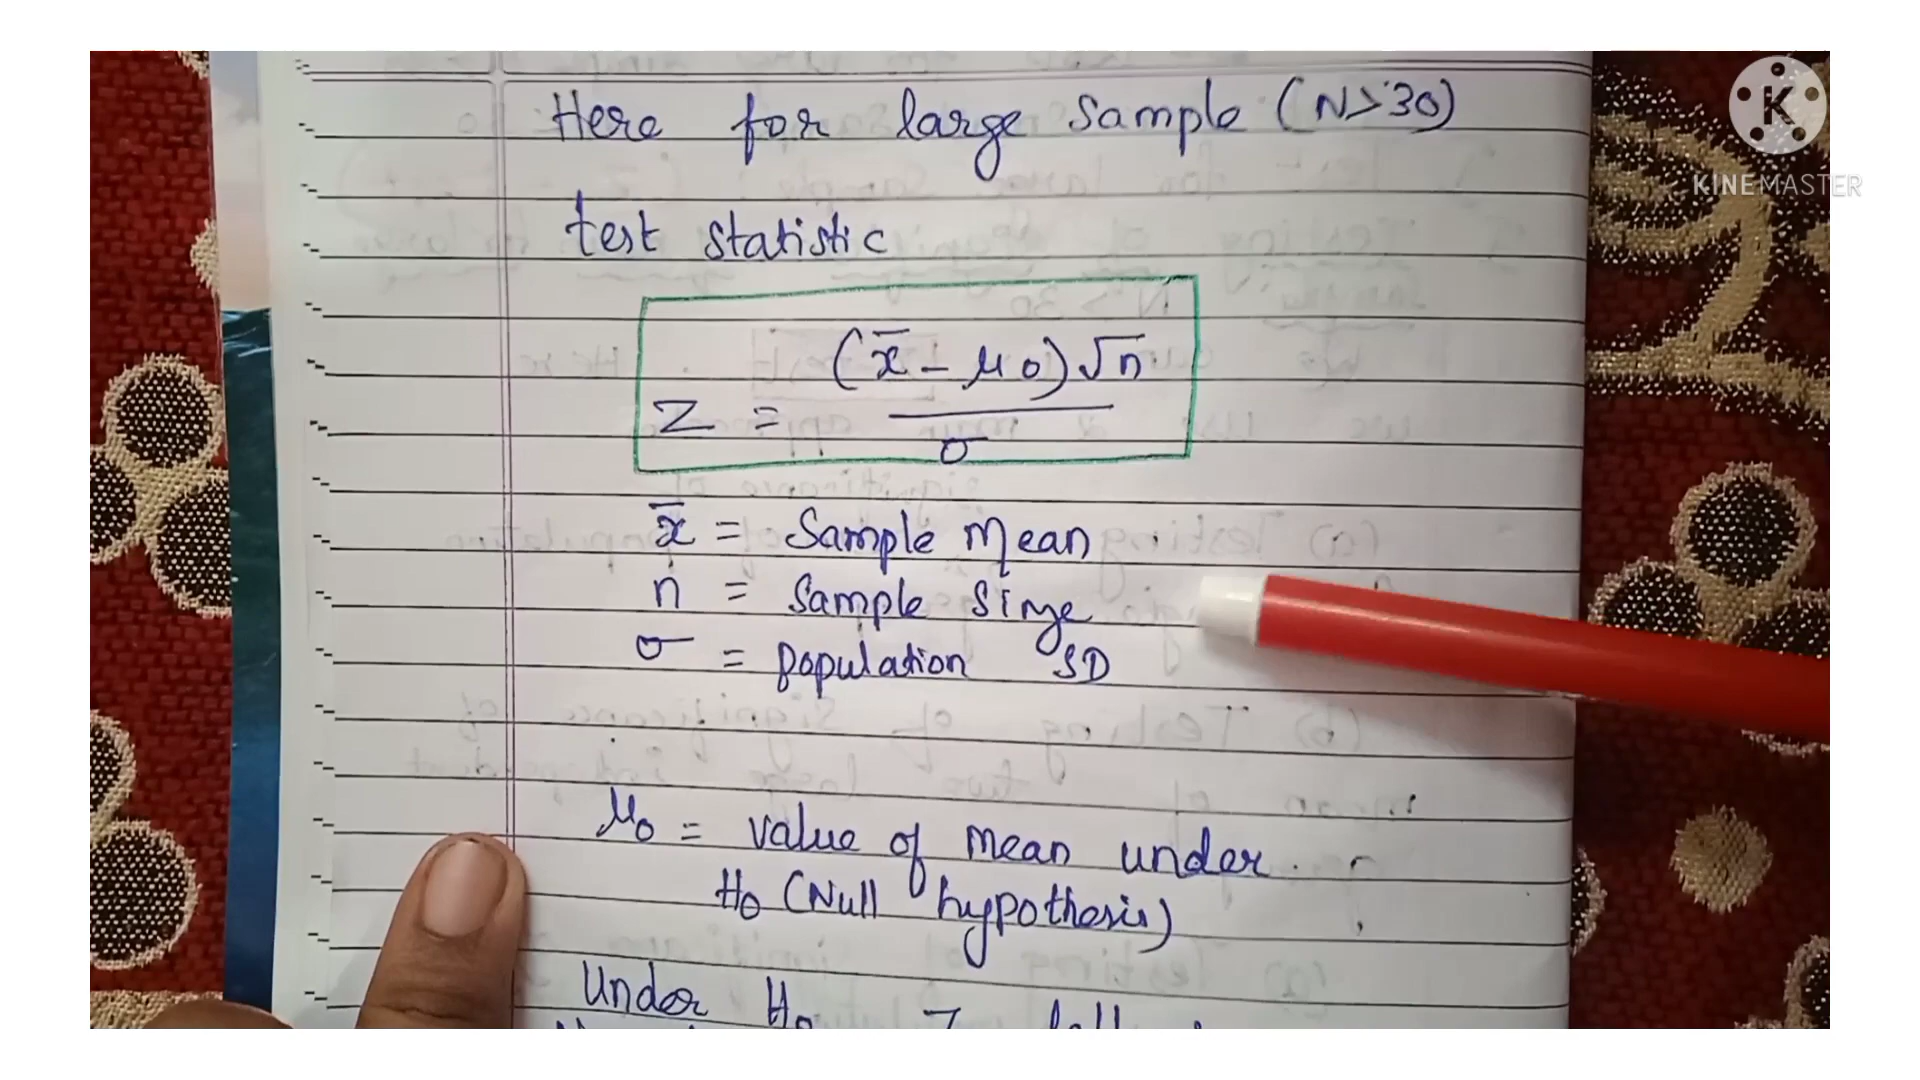 Here for large sample (N>30)
KINEMASTER
test statistic
Z = (x̄ - μ0)√n / σ
x̄ = Sample Mean
n = Sample Size
σ = population SD
μ0 = value of mean under
H0 (Null hypothesis)
Under H0 Z